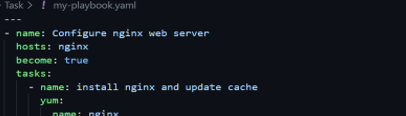 Task > ! my-playbook.yaml
---
- name: Configure nginx web server
  hosts: nginx
  become: true
  tasks:
    - name: install nginx and update cache
      yum:
        name: nginx